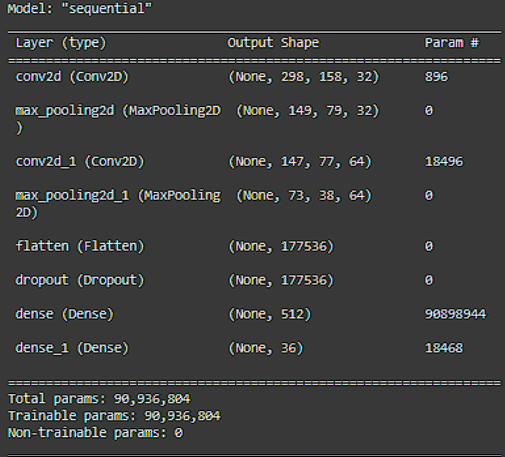 Model: "sequential"
Layer (type) Output Shape Param #
conv2d (Conv2D) (None, 298, 158, 32) 896
max_pooling2d (MaxPooling2D (None, 149, 79, 32) 0
)
conv2d_1 (Conv2D) (None, 147, 77, 64) 18496
max_pooling2d_1 (MaxPooling (None, 73, 38, 64) 0
2D)
flatten (Flatten) (None, 177536) 0
dropout (Dropout) (None, 177536) 0
dense (Dense) (None, 512) 90898944
dense_1 (Dense) (None, 36) 18468
Total params: 90,936,804
Trainable params: 90,936,804
Non-trainable params: 0